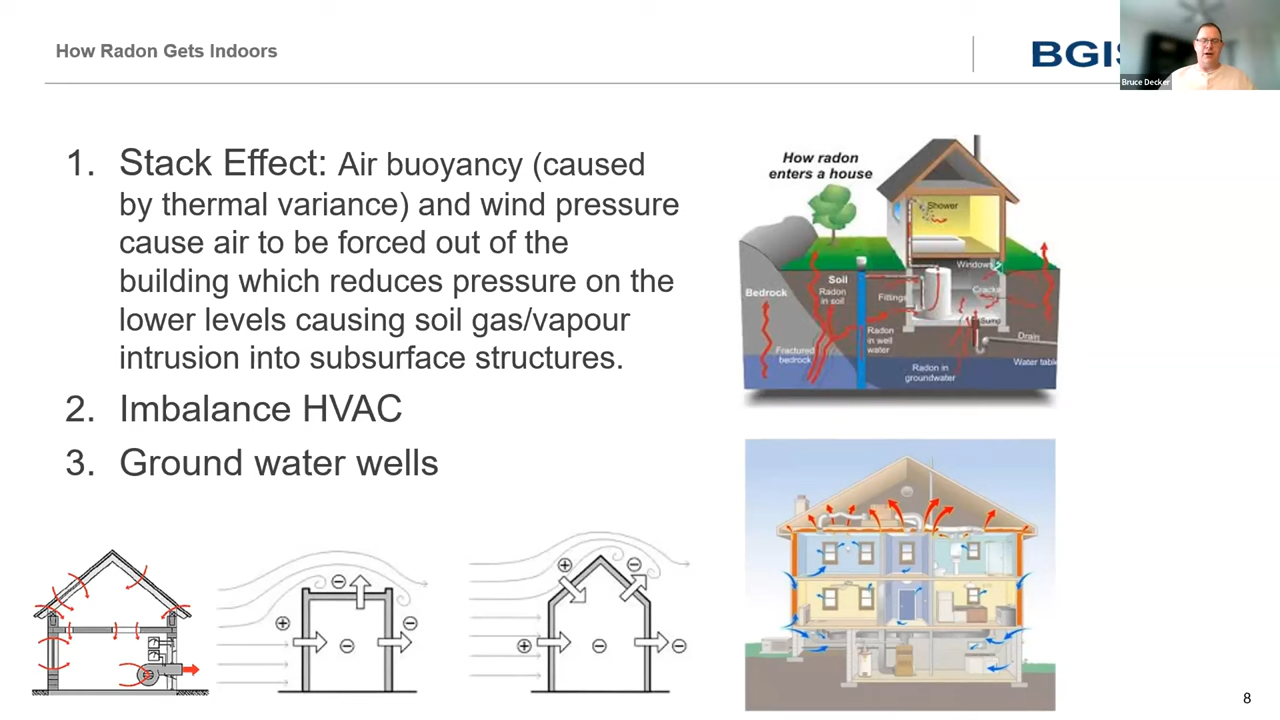 How Radon Gets Indoors
BGIS
Bruce Decker
1. Stack Effect: Air buoyancy (caused
by thermal variance) and wind pressure
cause air to be forced out of the
building which reduces pressure on the
lower levels causing soil gas/vapour
intrusion into subsurface structures.
2. Imbalance HVAC
3. Ground water wells
How radon
enters a house
Shower
Windows
Soil
Bedrock
Radon
in soil
Fittings
Cracks
Sump
Radon
in well
water
Drain
Fractured
bedrock
Water table
Radon in
groundwater
8